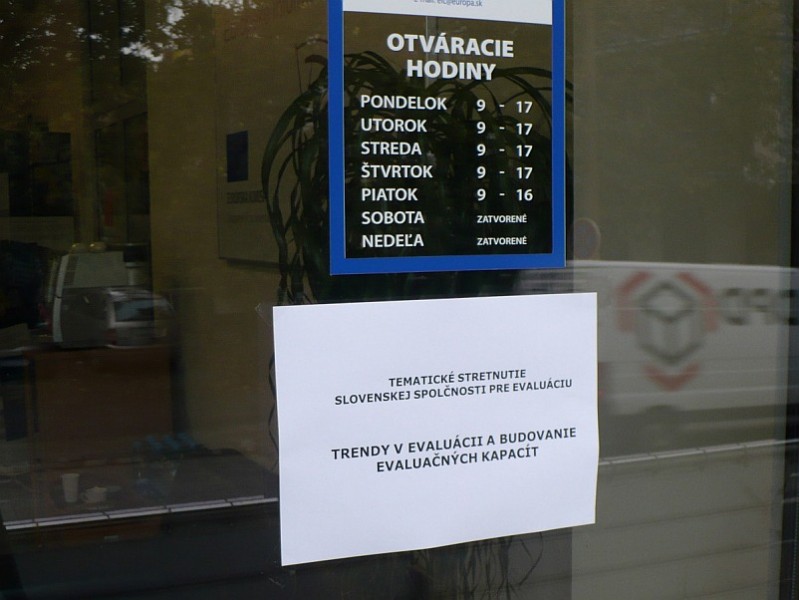 OTVÁRACIE
HODINY
PONDELOK 9 - 17
UTOROK 9 - 17
STREDA 9 - 17
ŠTVRTOK 9 - 17
PIATOK 9 - 16
SOBOTA ZATVORENÉ
NEDEĽA ZATVORENÉ
TEMATICKÉ STRETNUTIE
SLOVENSKEJ SPOLČNOSTI PRE EVALUÁCIU
TRENDY V EVALUÁCII A BUDOVANIE
EVALUAČNÝCH KAPACÍT